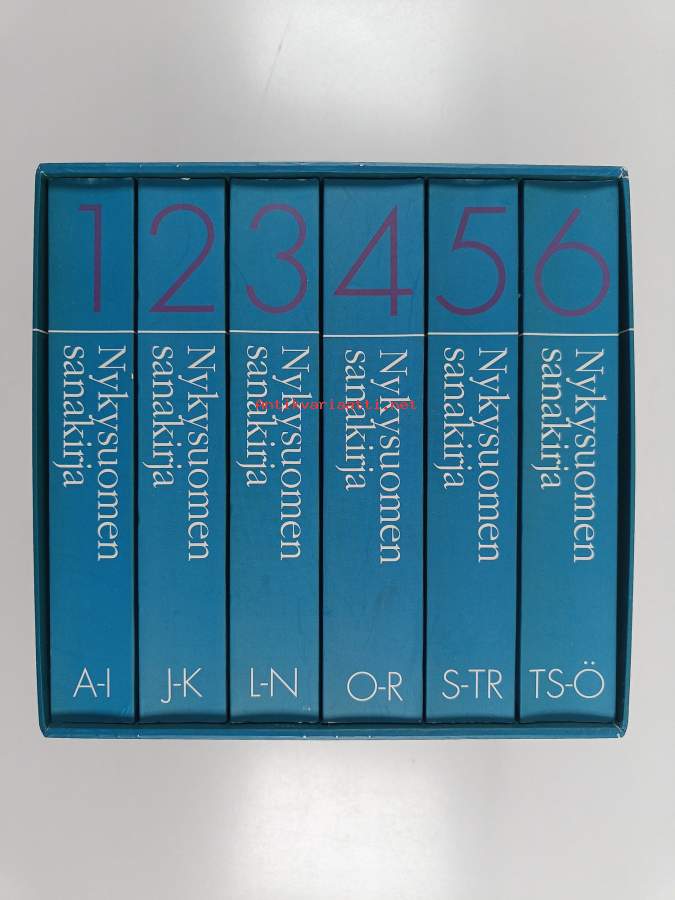 1
Nykysuomen
sanakirja
A-I
2
Nykysuomen
sanakirja
J-K
3
Nykysuomen
sanakirja
L-N
4
Nykysuomen
sanakirja
O-R
5
Nykysuomen
sanakirja
S-TR
6
Nykysuomen
sanakirja
TS-Ö
Antikvariaatti.net